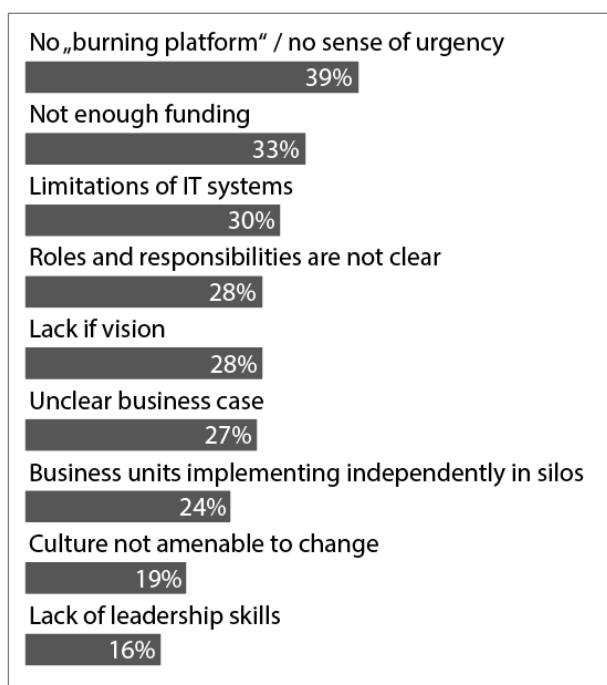 No „burning platform“ / no sense of urgency
39%
Not enough funding
33%
Limitations of IT systems
30%
Roles and responsibilities are not clear
28%
Lack if vision
28%
Unclear business case
27%
Business units implementing independently in silos
24%
Culture not amenable to change
19%
Lack of leadership skills
16%